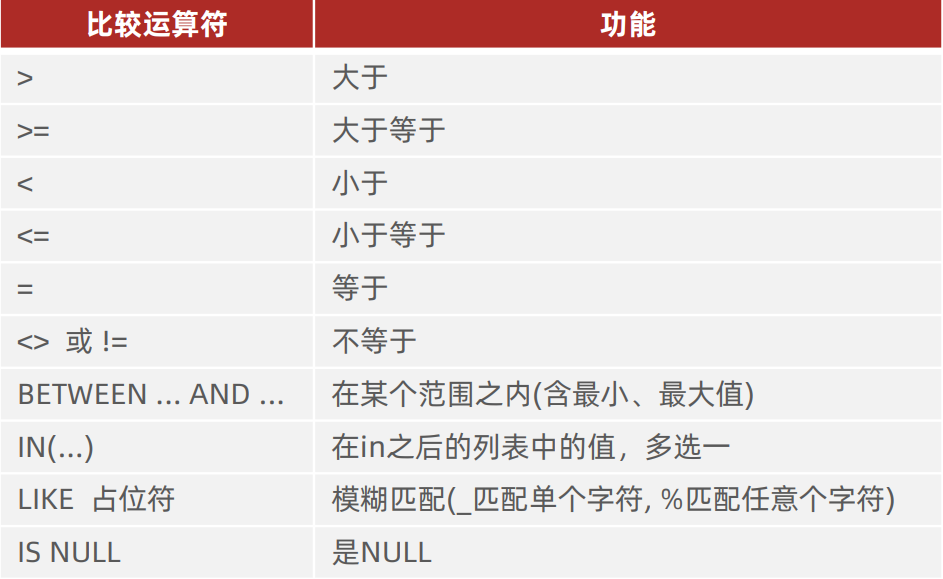 比较运算符 功能
> 大于
>= 大于等于
< 小于
<= 小于等于
= 等于
<> 或 != 不等于
BETWEEN ... AND ... 在某个范围之内(含最小、最大值)
IN(...) 在in之后的列表中的值，多选一
LIKE 占位符 模糊匹配(_匹配单个字符, %匹配任意个字符)
IS NULL 是NULL